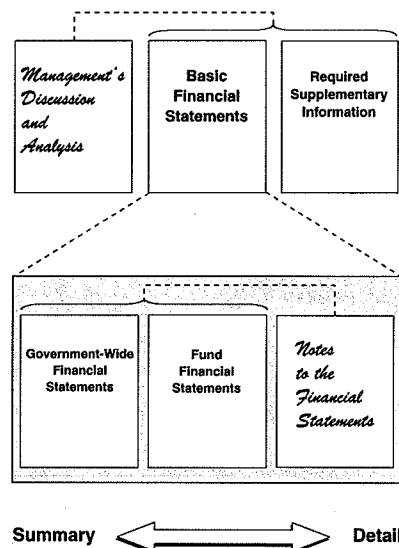 Management's
Discussion
and
Analysis
Basic
Financial
Statements
Required
Supplementary
Information
Government-Wide
Financial
Statements
Fund
Financial
Statements
Notes
to the
Financial
Statements
Summary
Detail